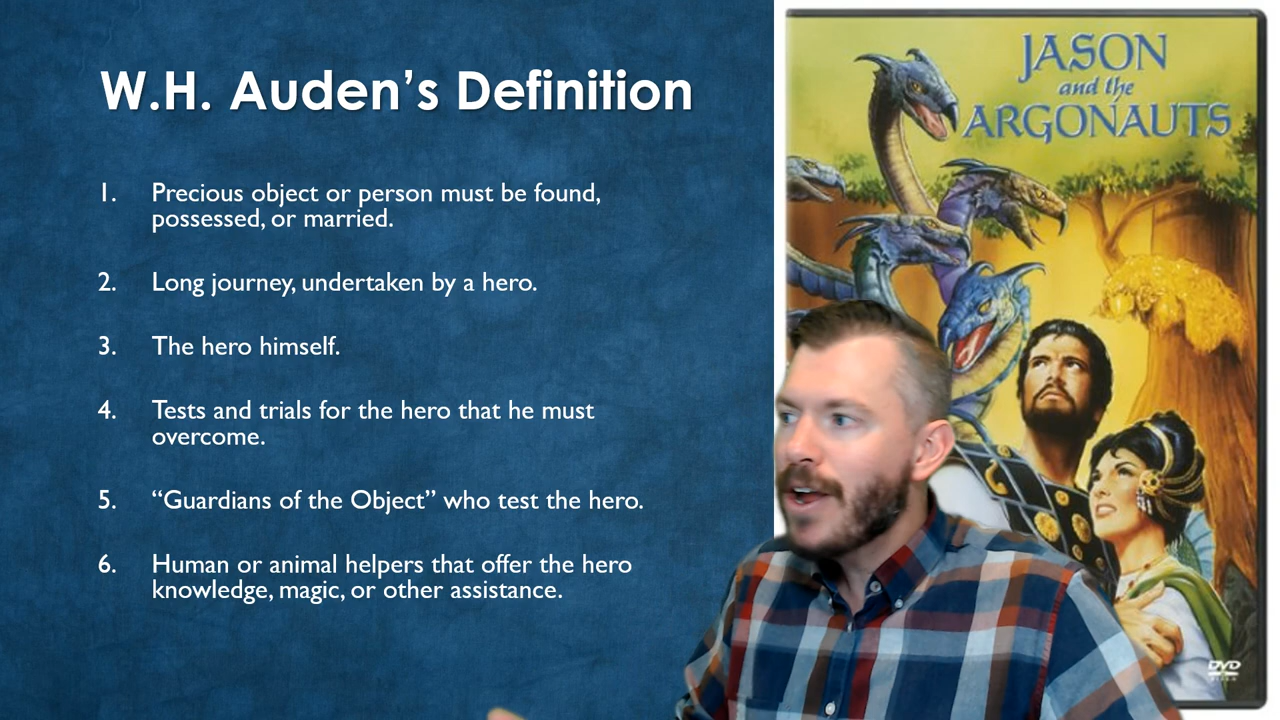 W.H. Auden’s Definition
1. Precious object or person must be found,
possessed, or married.
2. Long journey, undertaken by a hero.
3. The hero himself.
4. Tests and trials for the hero that he must
overcome.
5. “Guardians of the Object” who test the hero.
6. Human or animal helpers that offer the hero
knowledge, magic, or other assistance.
JASON
and the
ARGONAUTS
DVD
VIDEO